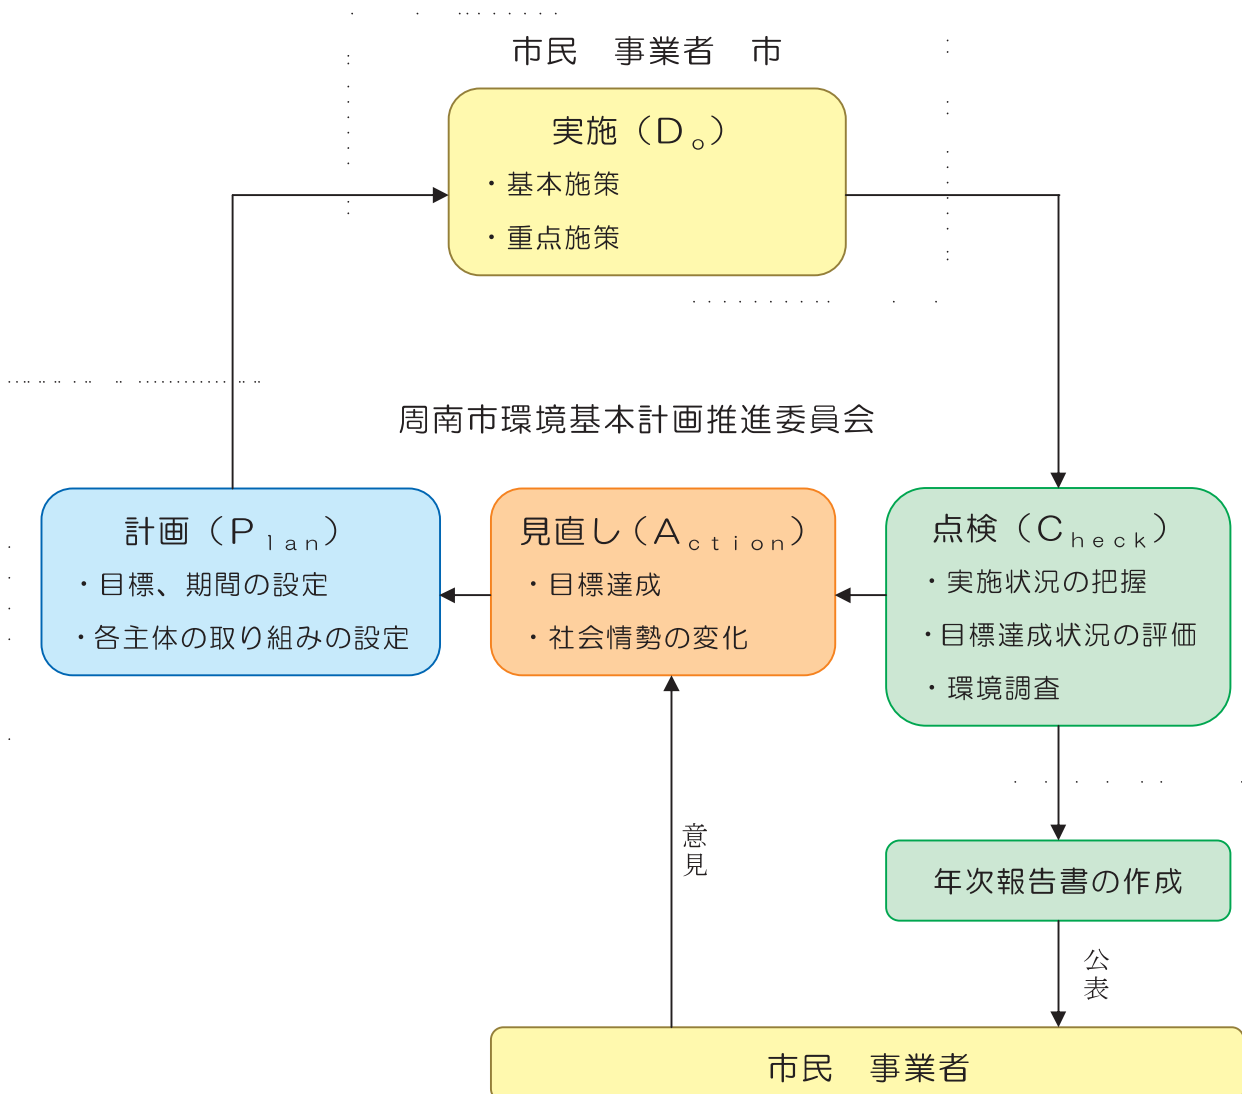 市民　事業者　市
実施（Ｄｏ）
・基本施策
・重点施策
周南市環境基本計画推進委員会
計画（Ｐｌａｎ）
・目標、期間の設定
・各主体の取り組みの設定
見直し（Ａｃｔｉｏｎ）
・目標達成
・社会情勢の変化
点検（Ｃｈｅｃｋ）
・実施状況の把握
・目標達成状況の評価
・環境調査
意見
年次報告書の作成
公表
市民　事業者